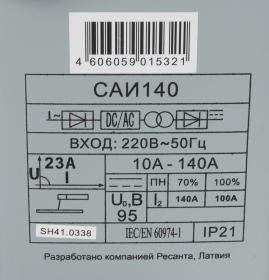 4 606059 015321
САИ140
1~ DC/AC
ВХОД: 220В~50Гц
23А 10А - 140А
U ПН 70% 100%
I U₀,В I₂ 140А 100А
95
SH41.0338 IEC/EN 60974-1 IP21
Разработано компанией Ресанта, Латвия